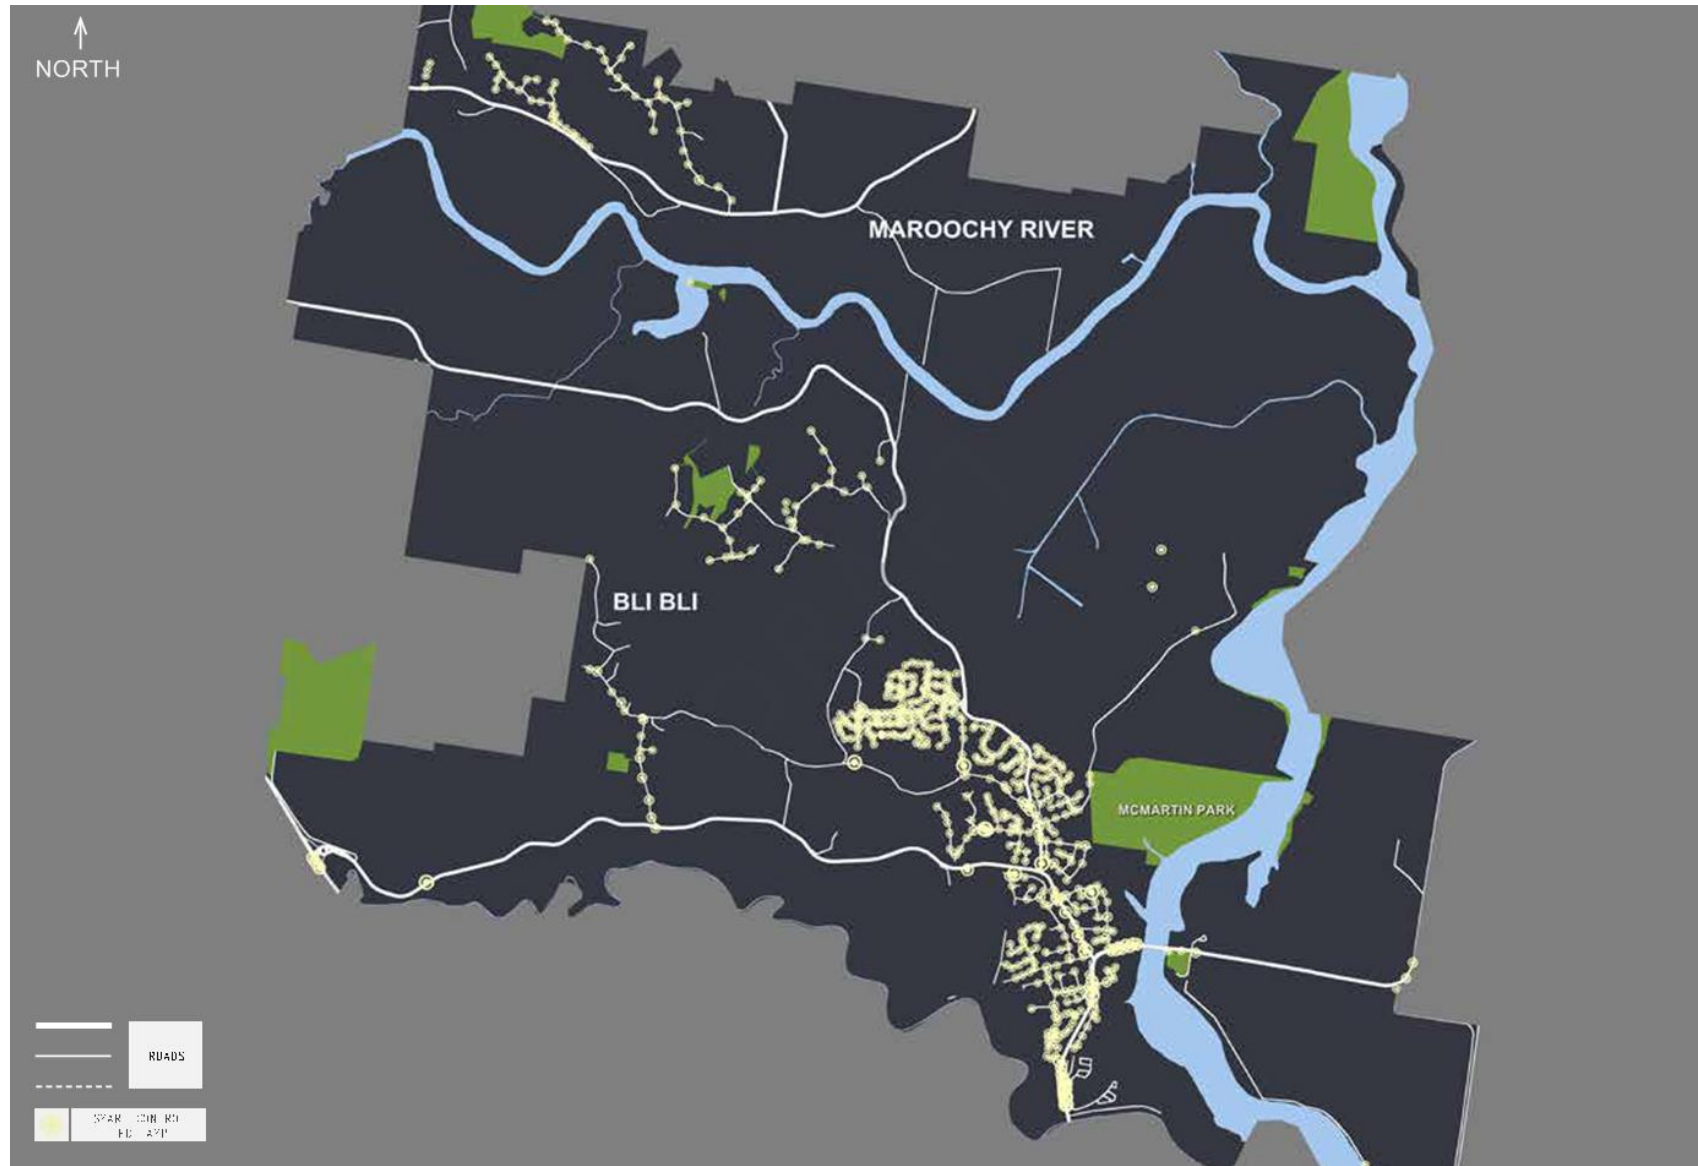 NORTH
MAROOCHY RIVER
BLI BLI
MCMARTIN PARK
ROADS